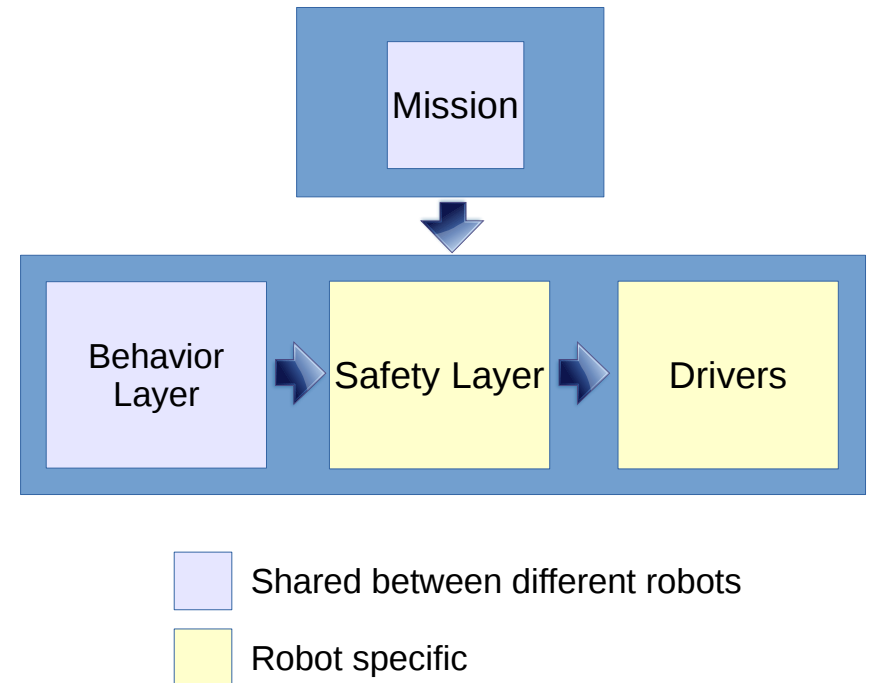 Mission
Behavior
Layer
Safety Layer
Drivers
Shared between different robots
Robot specific